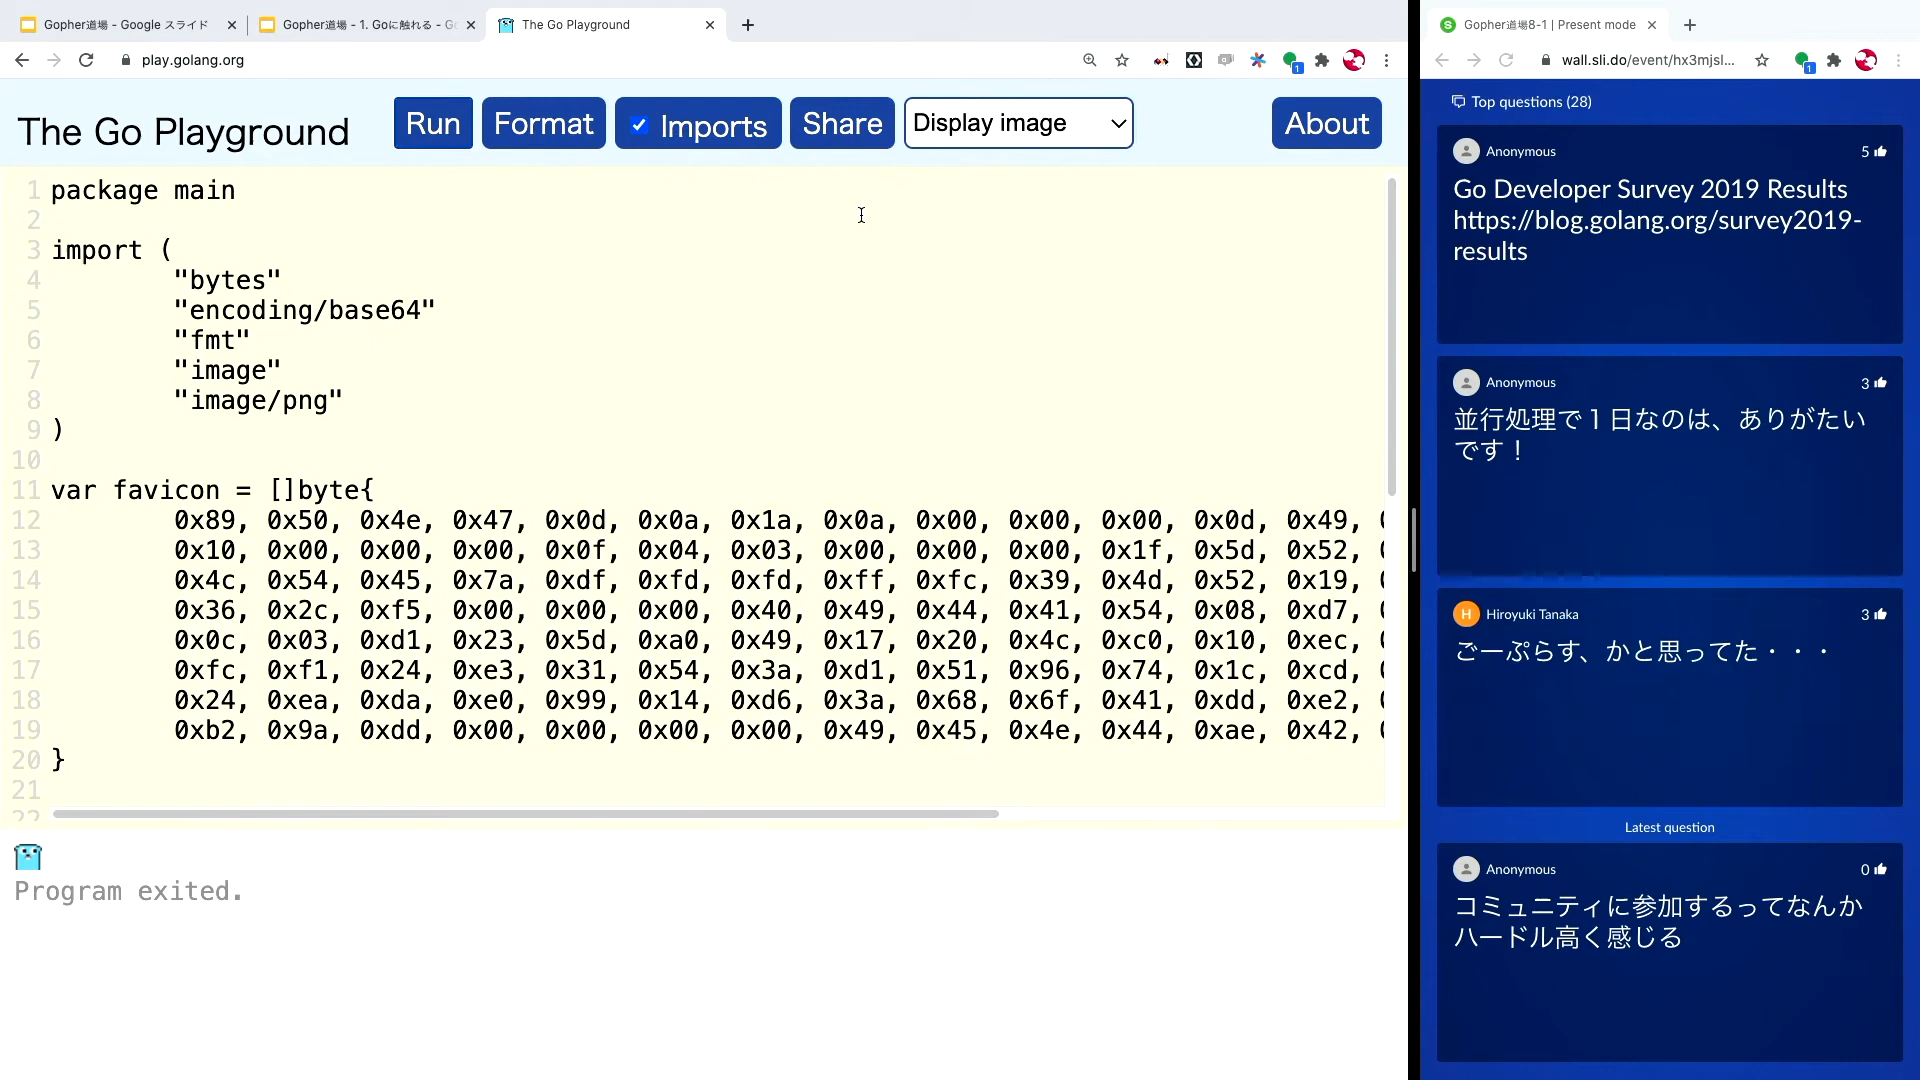 Gopher道場 - Google スライド
Gopher道場 - 1. Goに触れる - Go
The Go Playground
play.golang.org
1
The Go Playground
Run
Format
Imports
Share
Display image
About
1 package main
2
3 import (
4 "bytes"
5 "encoding/base64"
6 "fmt"
7 "image"
8 "image/png"
9 )
10
11 var favicon = []byte{
12 0x89, 0x50, 0x4e, 0x47, 0x0d, 0x0a, 0x1a, 0x0a, 0x00, 0x00, 0x00, 0x0d, 0x49,
13 0x10, 0x00, 0x00, 0x00, 0x0f, 0x04, 0x03, 0x00, 0x00, 0x00, 0x1f, 0x5d, 0x52,
14 0x4c, 0x54, 0x45, 0x7a, 0xdf, 0xfd, 0xfd, 0xff, 0xfc, 0x39, 0x4d, 0x52, 0x19,
15 0x36, 0x2c, 0xf5, 0x00, 0x00, 0x00, 0x40, 0x49, 0x44, 0x41, 0x54, 0x08, 0xd7,
16 0x0c, 0x03, 0xd1, 0x23, 0x5d, 0xa0, 0x49, 0x17, 0x20, 0x4c, 0xc0, 0x10, 0xec,
17 0xfc, 0xf1, 0x24, 0xe3, 0x31, 0x54, 0x3a, 0xd1, 0x51, 0x96, 0x74, 0x1c, 0xcd,
18 0x24, 0xea, 0xda, 0xe0, 0x99, 0x14, 0xd6, 0x3a, 0x68, 0x6f, 0x41, 0xdd, 0xe2,
19 0xb2, 0x9a, 0xdd, 0x00, 0x00, 0x00, 0x00, 0x49, 0x45, 0x4e, 0x44, 0xae, 0x42,
20 }
21
22
Program exited.
Gopher道場8-1 | Present mode
wall.sli.do/event/hx3mjsl...
1
Top questions (28)
Anonymous
5
Go Developer Survey 2019 Results
https://blog.golang.org/survey2019-
results
Anonymous
3
並行処理で１日なのは、ありがたい
です！
H
Hiroyuki Tanaka
3
ごーぷらす、かと思ってた・・・
Latest question
Anonymous
0
コミュニティに参加するってなんか
ハードル高く感じる